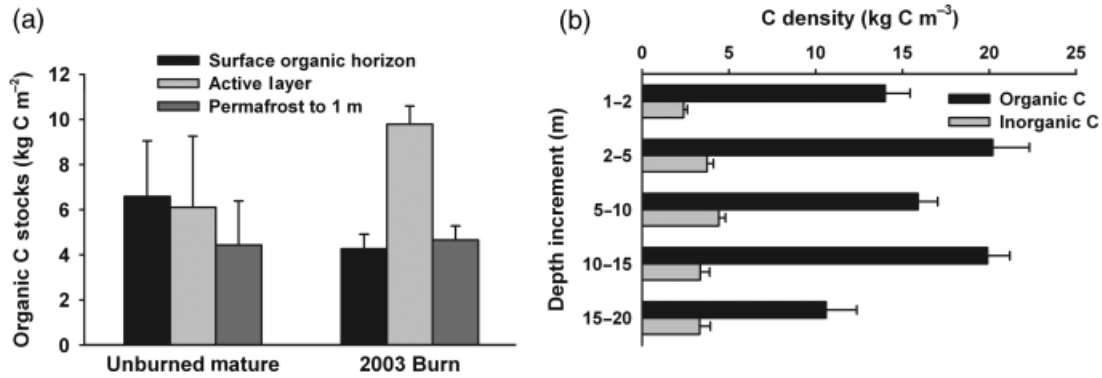 (a)
Surface organic horizon
Active layer
Permafrost to 1 m
Organic C stocks (kg C m⁻²)
12
10
8
6
4
2
0
Unburned mature
2003 Burn
(b)
C density (kg C m⁻³)
0
5
10
15
20
25
Organic C
Inorganic C
Depth increment (m)
1–2
2–5
5–10
10–15
15–20